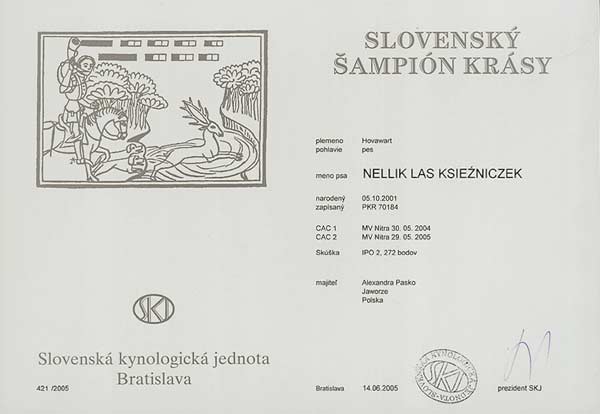 SLOVENSKÝ
ŠAMPIÓN KRÁSY
plemeno Hovawart
pohlavie pes
meno psa NELLIK LAS KSIEŹNICZEK
narodený 05.10.2001
zapísaný PKR 70184
CAC 1 MV Nitra 30. 05. 2004
CAC 2 MV Nitra 29. 05. 2005
Skúška IPO 2, 272 bodov
majiteľ Alexandra Pasko
Jaworze
Polska
SKJ
Slovenská kynologická jednota
Bratislava
421 /2005
Bratislava 14.06.2005 prezident SKJ
SKJ